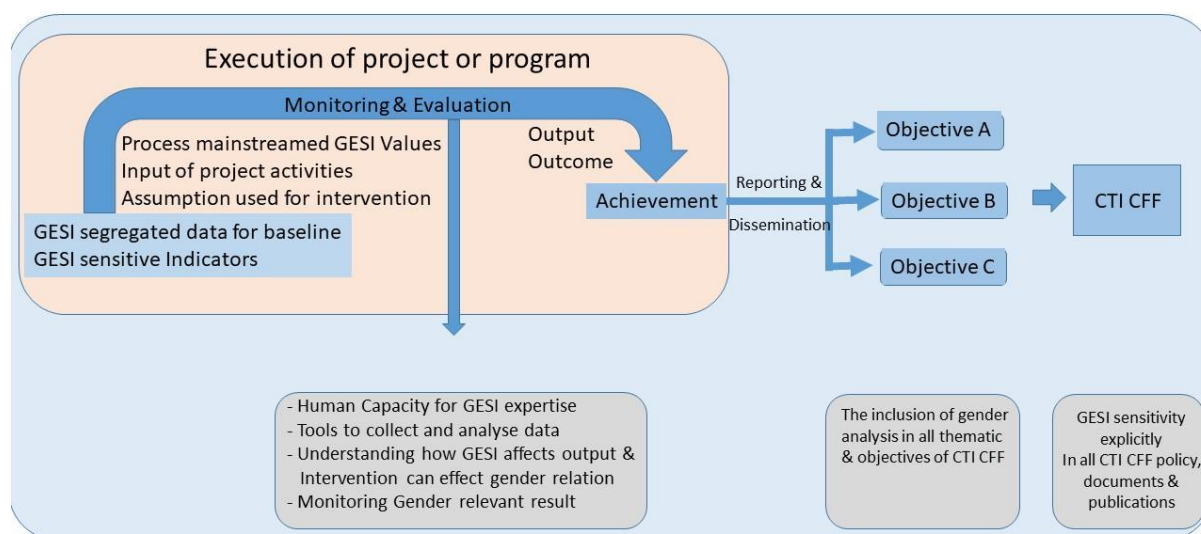 Execution of project or program
Monitoring & Evaluation
Process mainstreamed GESI Values
Input of project activities
Assumption used for intervention
GESI segregated data for baseline
GESI sensitive Indicators
Output
Outcome
Achievement
Reporting &
Dissemination
Objective A
Objective B
Objective C
CTI CFF
- Human Capacity for GESI expertise
- Tools to collect and analyse data
- Understanding how GESI affects output &
Intervention can effect gender relation
- Monitoring Gender relevant result
The inclusion of gender
analysis in all thematic
& objectives of CTI CFF
GESI sensitivity
explicitly
In all CTI CFF policy,
documents &
publications